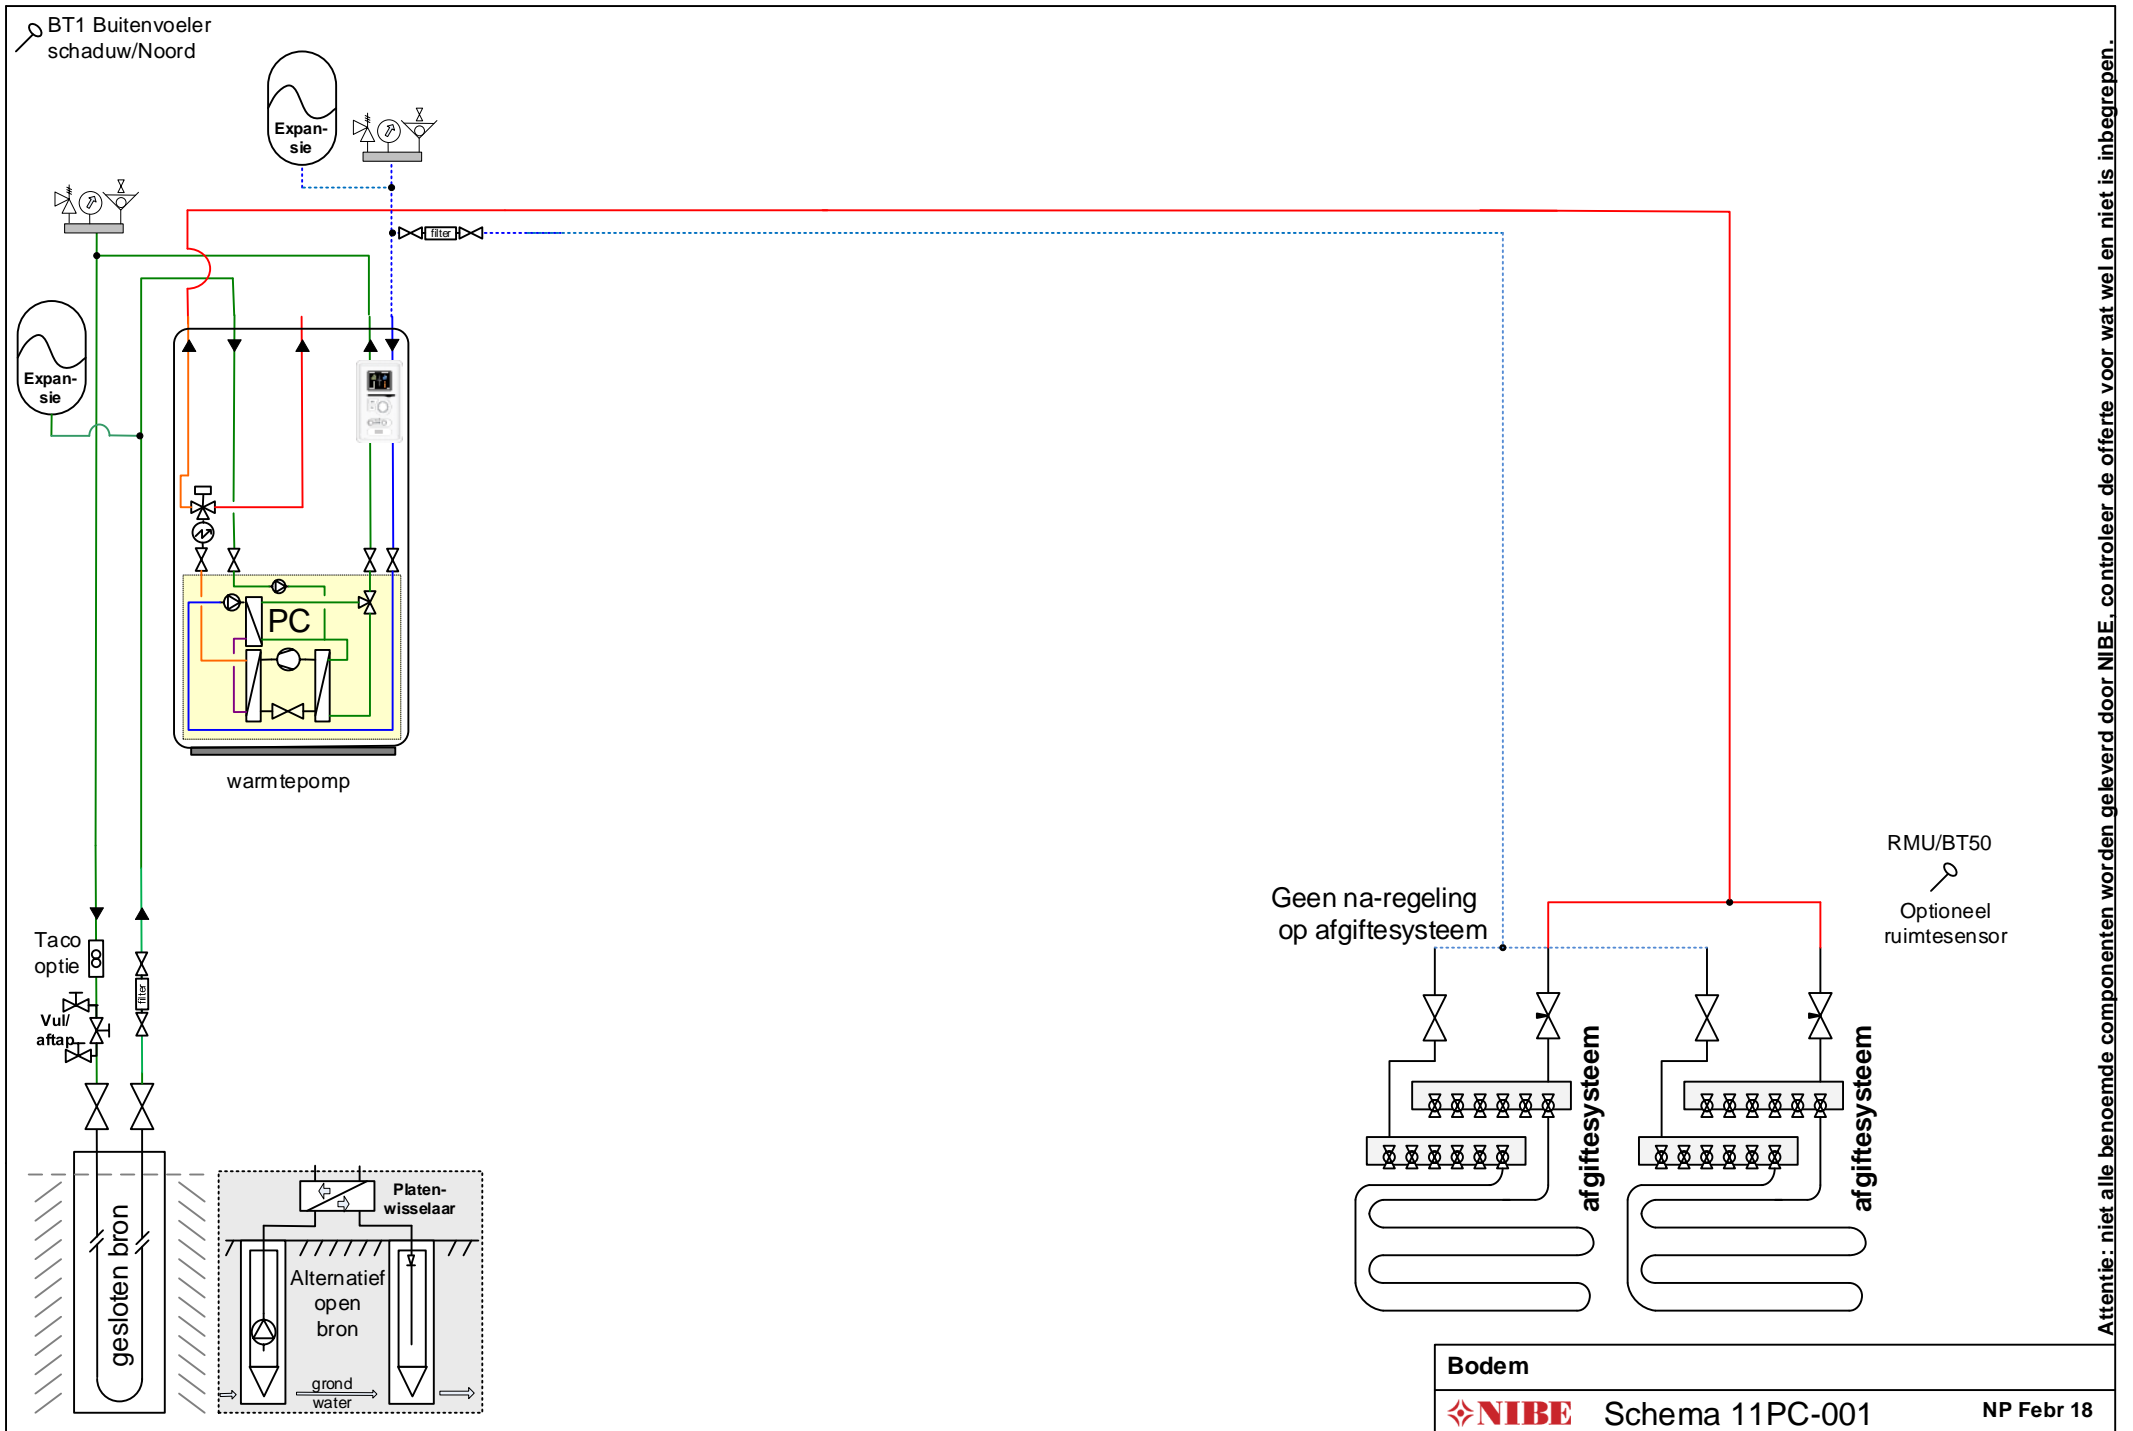 BT1 Buitenvoeler
schaduw/Noord
Expan-
sie
filter
Expan-
sie
PC
warmtepomp
Taco
optie
filter
Vul/
aftap
gesloten bron
Platen-
wisselaar
Alternatief
open
bron
grond
water
Geen na-regeling
op afgiftesysteem
RMU/BT50
Optioneel
ruimtesensor
afgiftesysteem
afgiftesysteem
Attentie: niet alle benoemde componenten worden geleverd door NIBE, controleer de offerte voor wat wel en niet is inbegrepen.
Bodem
NIBE Schema 11PC-001 NP Febr 18